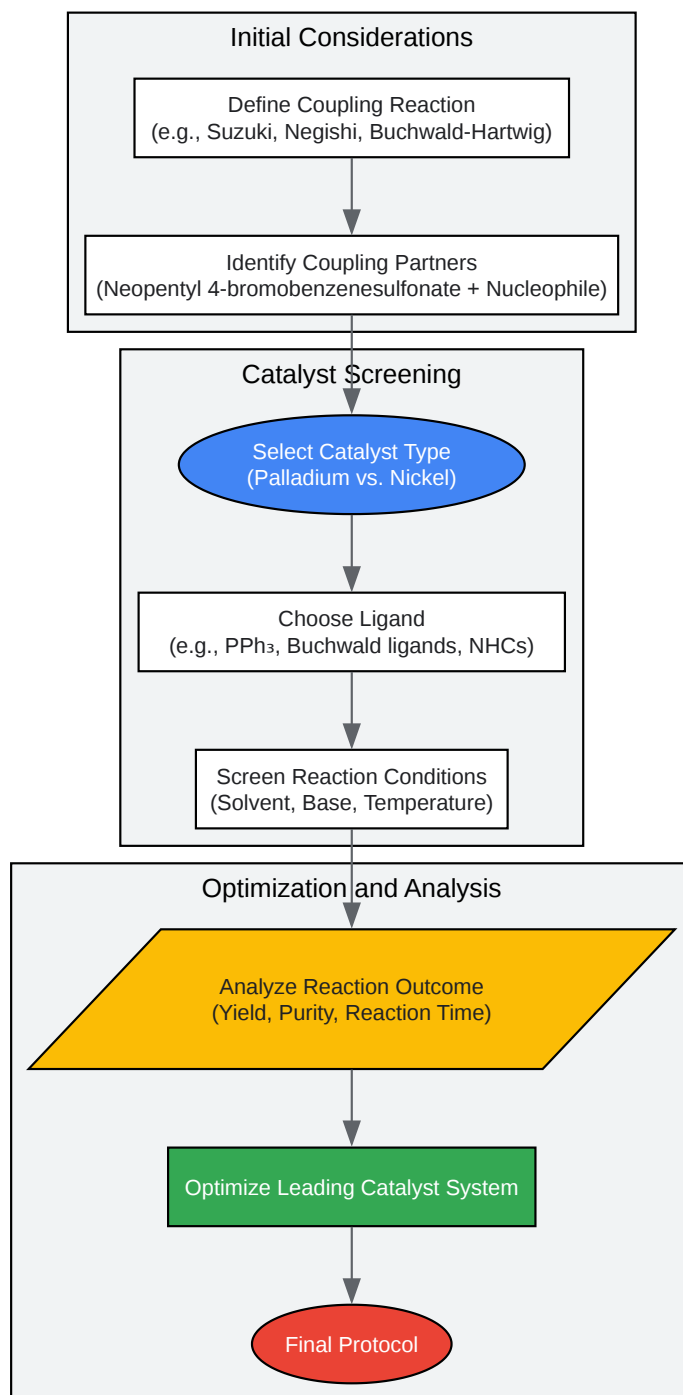 Initial Considerations
Define Coupling Reaction
(e.g., Suzuki, Negishi, Buchwald-Hartwig)
Identify Coupling Partners
(Neopentyl 4-bromobenzenesulfonate + Nucleophile)
Catalyst Screening
Select Catalyst Type
(Palladium vs. Nickel)
Choose Ligand
(e.g., PPh₃, Buchwald ligands, NHCs)
Screen Reaction Conditions
(Solvent, Base, Temperature)
Optimization and Analysis
Analyze Reaction Outcome
(Yield, Purity, Reaction Time)
Optimize Leading Catalyst System
Final Protocol